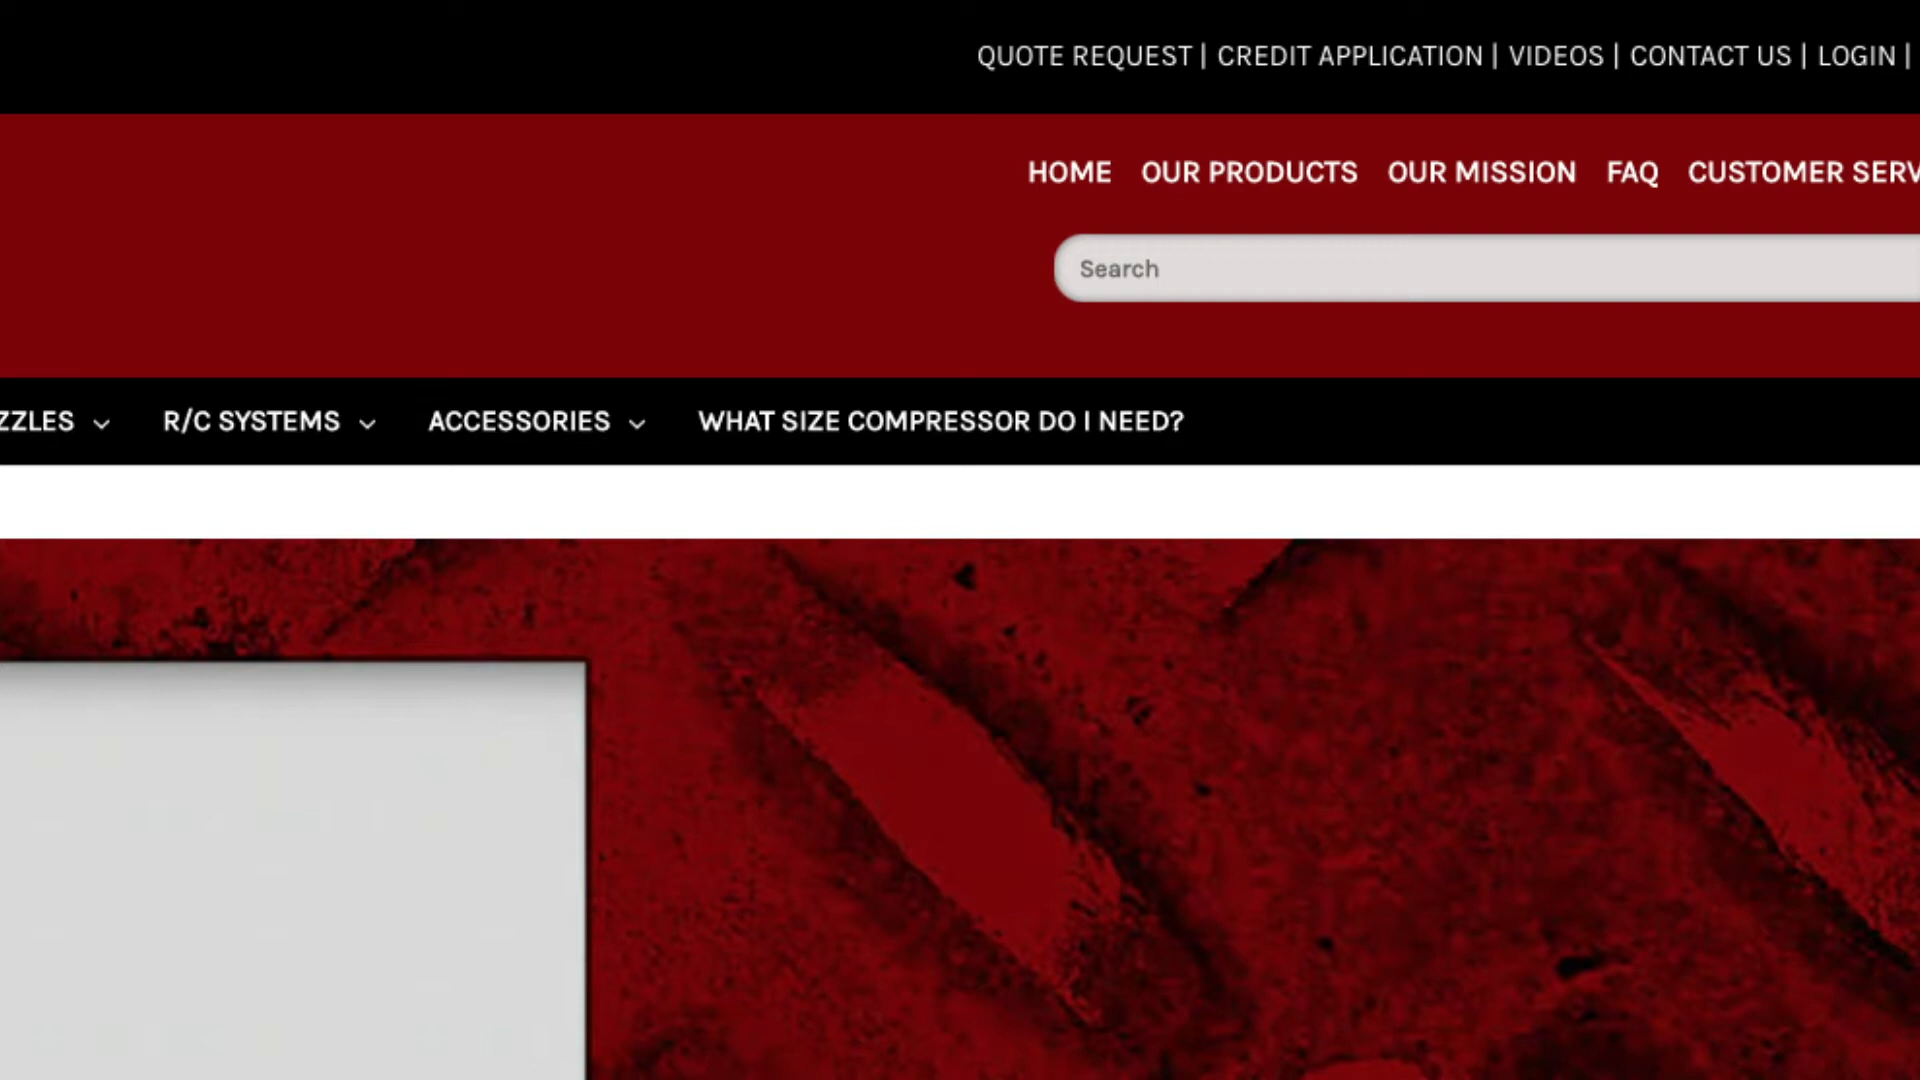 QUOTE REQUEST | CREDIT APPLICATION | VIDEOS | CONTACT US | LOGIN |
HOME OUR PRODUCTS OUR MISSION FAQ CUSTOMER SERV
Search
ZZLES R/C SYSTEMS ACCESSORIES WHAT SIZE COMPRESSOR DO I NEED?